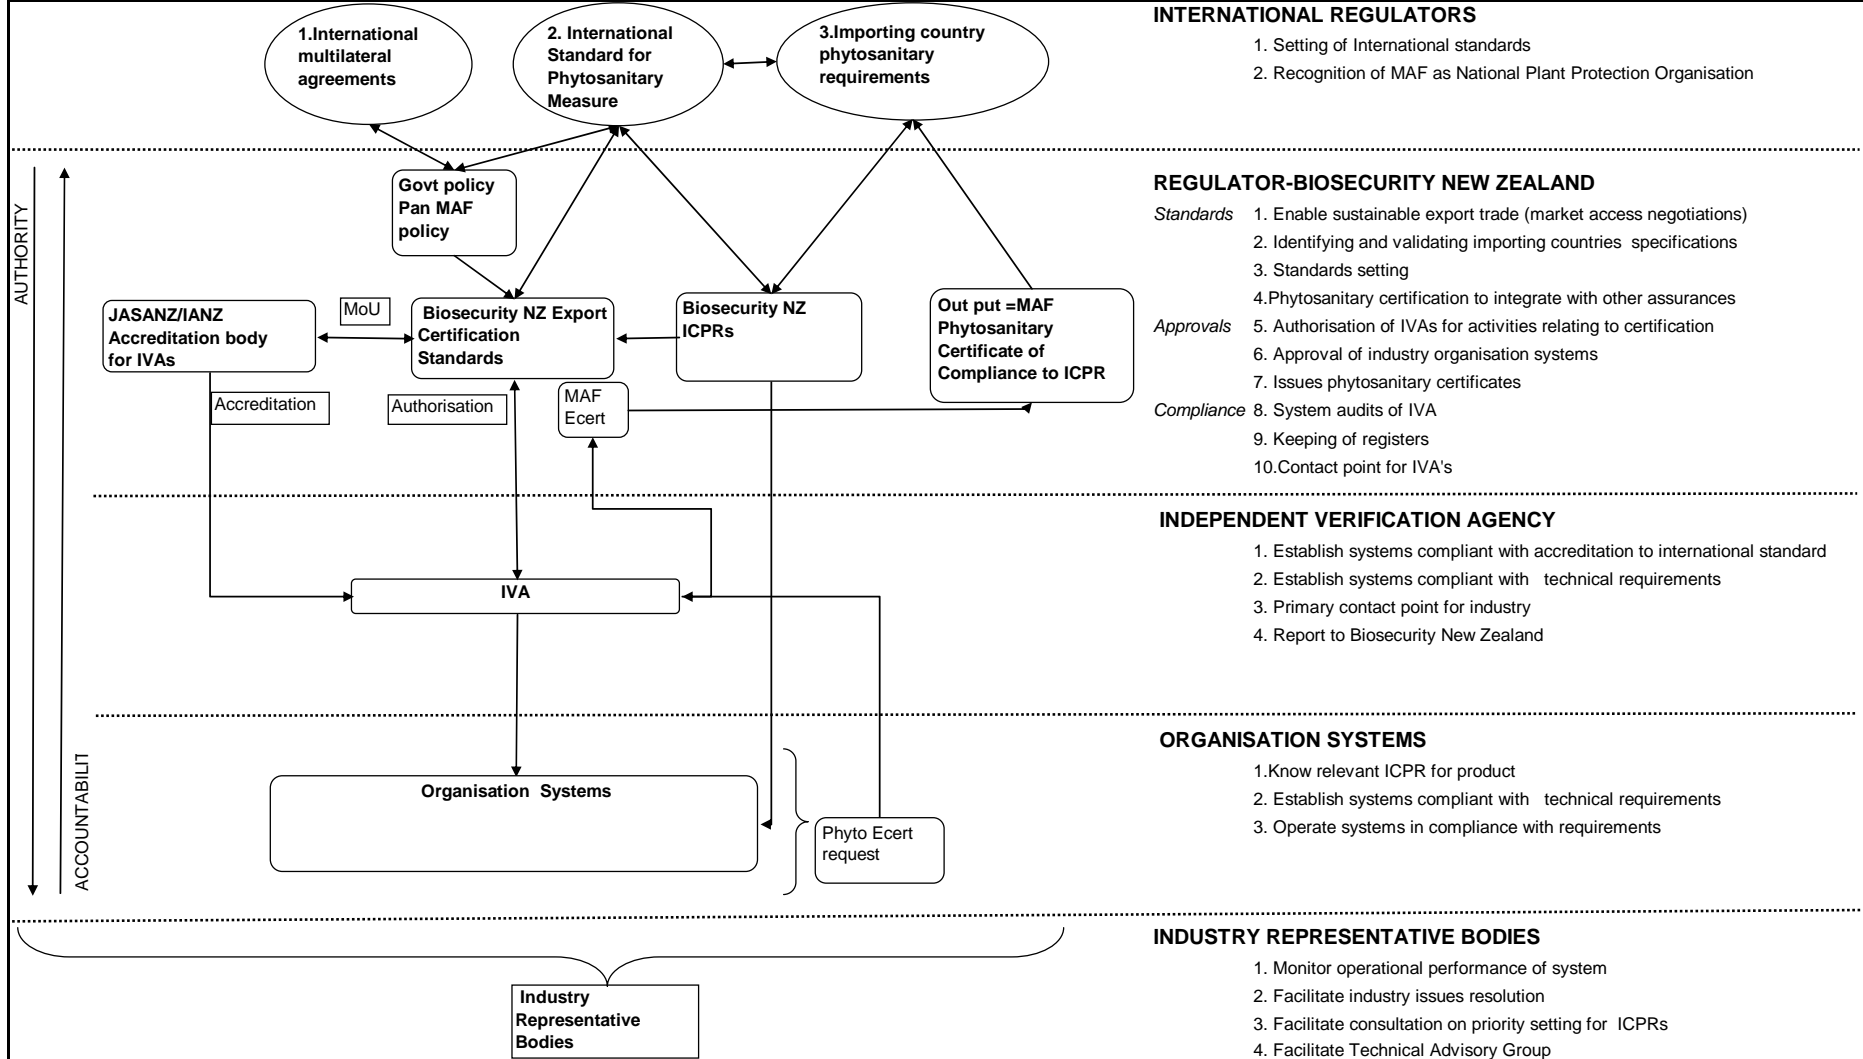 1.International
multilateral
agreements
2. International
Standard for
Phytosanitary
Measure
3.Importing country
phytosanitary
requirements
INTERNATIONAL REGULATORS
1. Setting of International standards
2. Recognition of MAF as National Plant Protection Organisation
AUTHORITY
ACCOUNTABILIT
Govt policy
Pan MAF
policy
JASANZ/IANZ
Accreditation body
for IVAs
MoU
Biosecurity NZ Export
Certification
Standards
Biosecurity NZ
ICPRs
Out put =MAF
Phytosanitary
Certificate of
Compliance to ICPR
Accreditation
Authorisation
MAF
Ecert
REGULATOR-BIOSECURITY NEW ZEALAND
Standards 1. Enable sustainable export trade (market access negotiations)
2. Identifying and validating importing countries specifications
3. Standards setting
4.Phytosanitary certification to integrate with other assurances
Approvals 5. Authorisation of IVAs for activities relating to certification
6. Approval of industry organisation systems
7. Issues phytosanitary certificates
Compliance 8. System audits of IVA
9. Keeping of registers
10.Contact point for IVA's
IVA
INDEPENDENT VERIFICATION AGENCY
1. Establish systems compliant with accreditation to international standard
2. Establish systems compliant with technical requirements
3. Primary contact point for industry
4. Report to Biosecurity New Zealand
Organisation Systems
Phyto Ecert
request
ORGANISATION SYSTEMS
1.Know relevant ICPR for product
2. Establish systems compliant with technical requirements
3. Operate systems in compliance with requirements
Industry
Representative
Bodies
INDUSTRY REPRESENTATIVE BODIES
1. Monitor operational performance of system
2. Facilitate industry issues resolution
3. Facilitate consultation on priority setting for ICPRs
4. Facilitate Technical Advisory Group